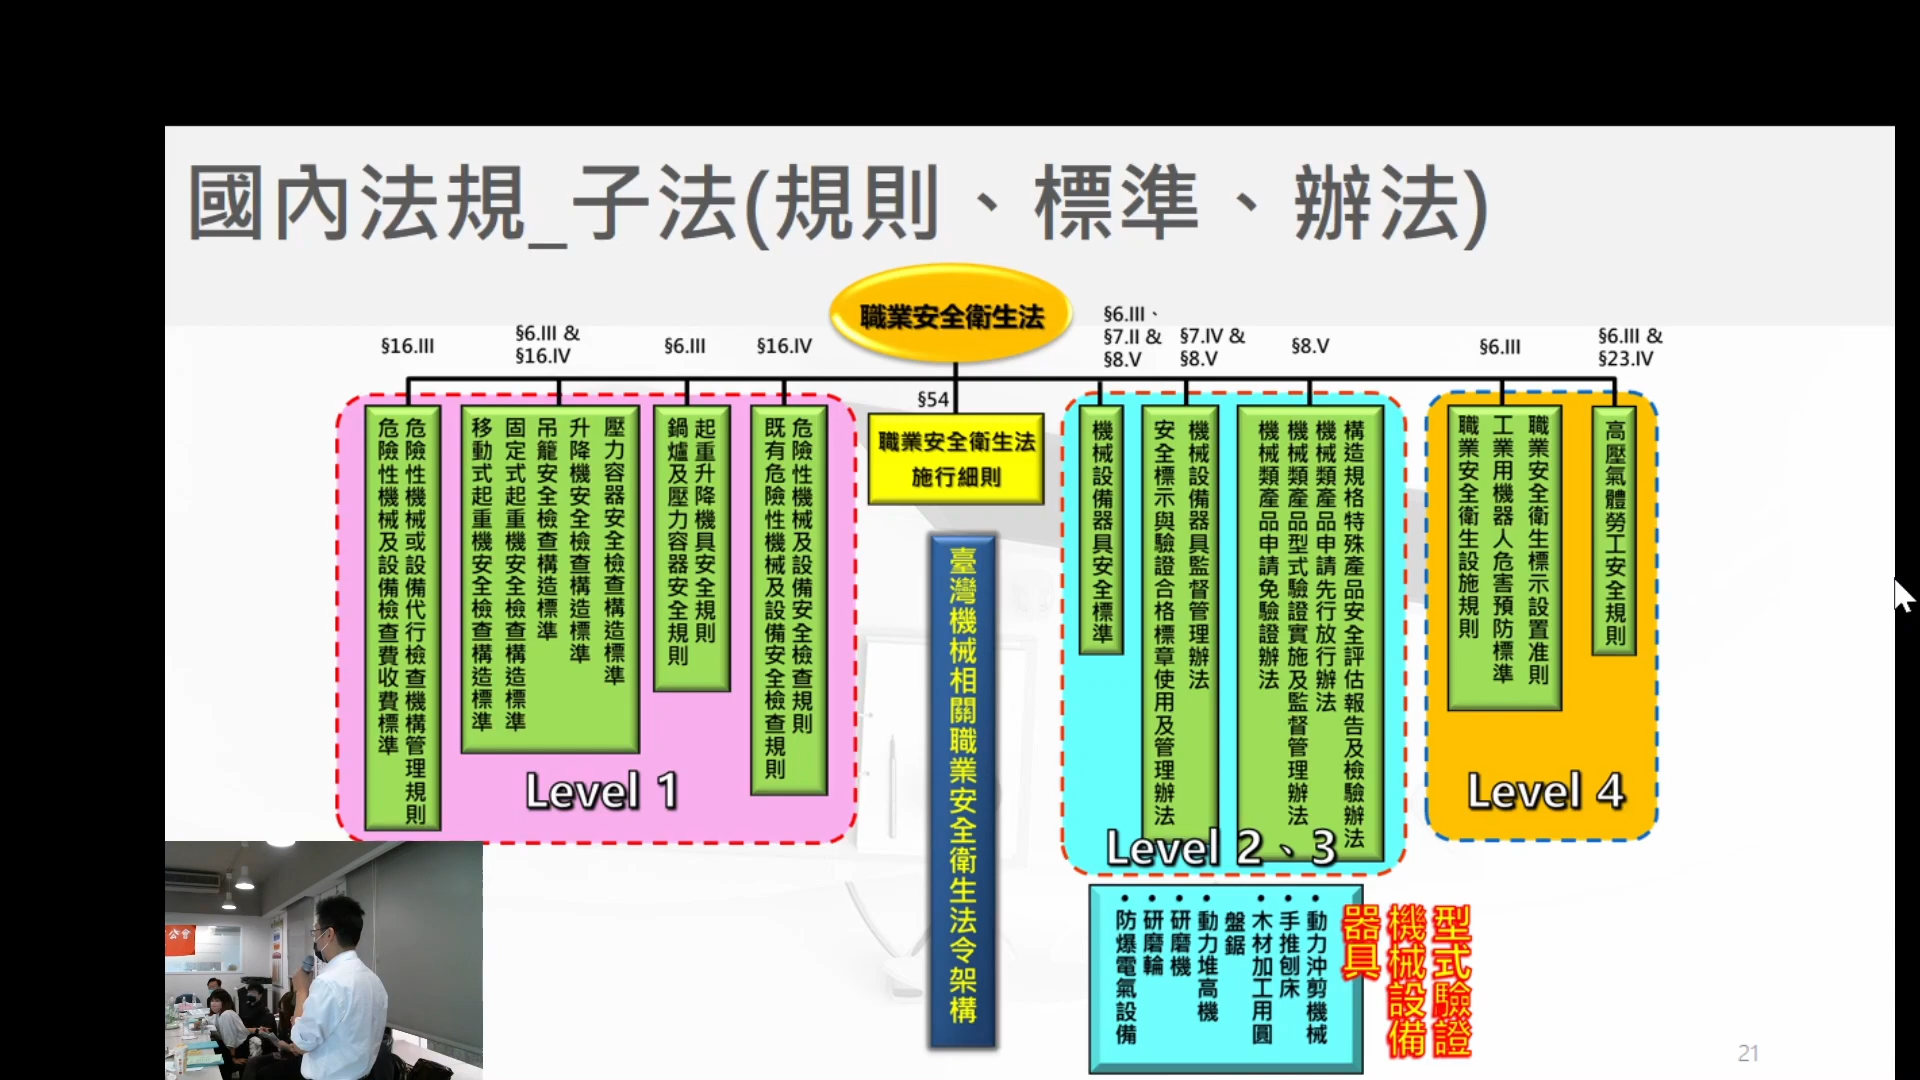 國內法規_子法(規則、標準、辦法)
職業安全衛生法
§16.III
§6.III &
§16.IV
§6.III
§16.IV
§54
§6.III、
§7.II &
§8.V
§7.IV &
§8.V
§8.V
§6.III
§6.III &
§23.IV
危險性機械或設備代行檢查機構管理規則
危險性機械及設備檢查費收費標準
壓力容器安全檢查構造標準
升降機安全檢查構造標準
吊籠安全檢查構造標準
固定式起重機安全檢查構造標準
移動式起重機安全檢查構造標準
起重升降機具安全規則
鍋爐及壓力容器安全規則
危險性機械及設備安全檢查規則
既有危險性機械及設備安全檢查規則
Level 1
職業安全衛生法
施行細則
臺灣機械相關職業安全衛生法令架構
機械設備器具安全標準
機械設備器具監督管理辦法
安全標示與驗證合格標章使用及管理辦法
構造規格特殊產品安全評估報告及檢驗辦法
機械類產品申請先行放行辦法
機械類產品型式驗證實施及監督管理辦法
機械類產品申請免驗證辦法
Level 2、3
職業安全衛生標示設置准則
工業用機器人危害預防標準
職業安全衛生設施規則
高壓氣體勞工安全規則
Level 4
型式驗證
機械設備
器具
•動力沖剪機械
•手推刨床
•木材加工用圓
盤鋸
•動力堆高機
•研磨機
•研磨輪
•防爆電氣設備
公會
21